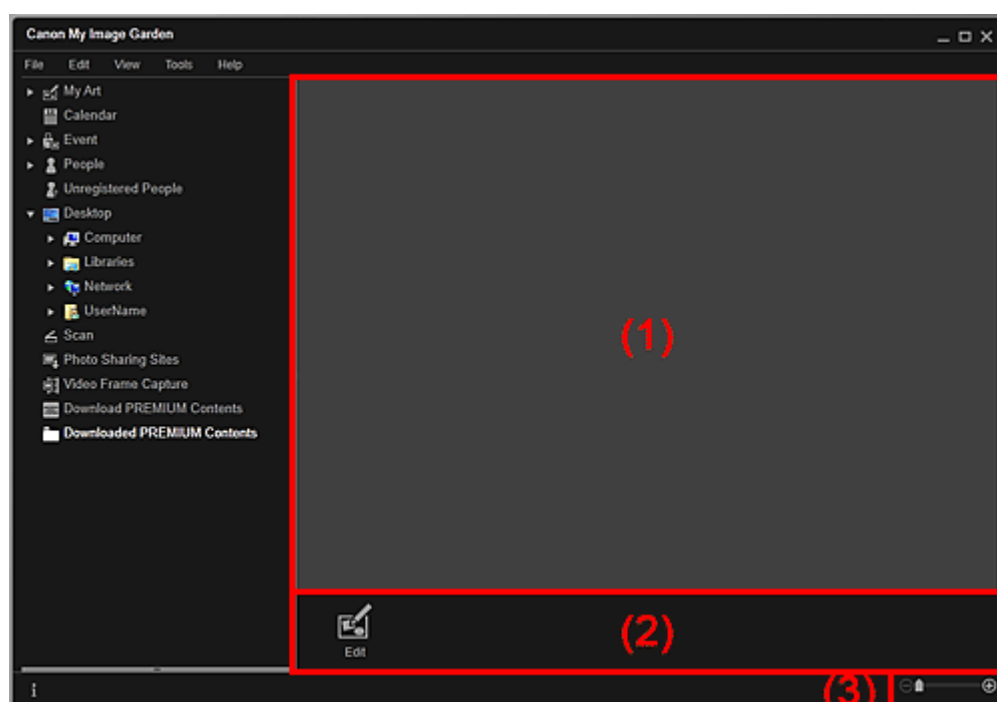 Canon My Image Garden
File Edit View Tools Help
My Art
Calendar
Event
People
Unregistered People
Desktop
Computer
Libraries
Network
UserName
Scan
Photo Sharing Sites
Video Frame Capture
Download PREMIUM Contents
Downloaded PREMIUM Contents
(1)
(2)
Edit
(3)